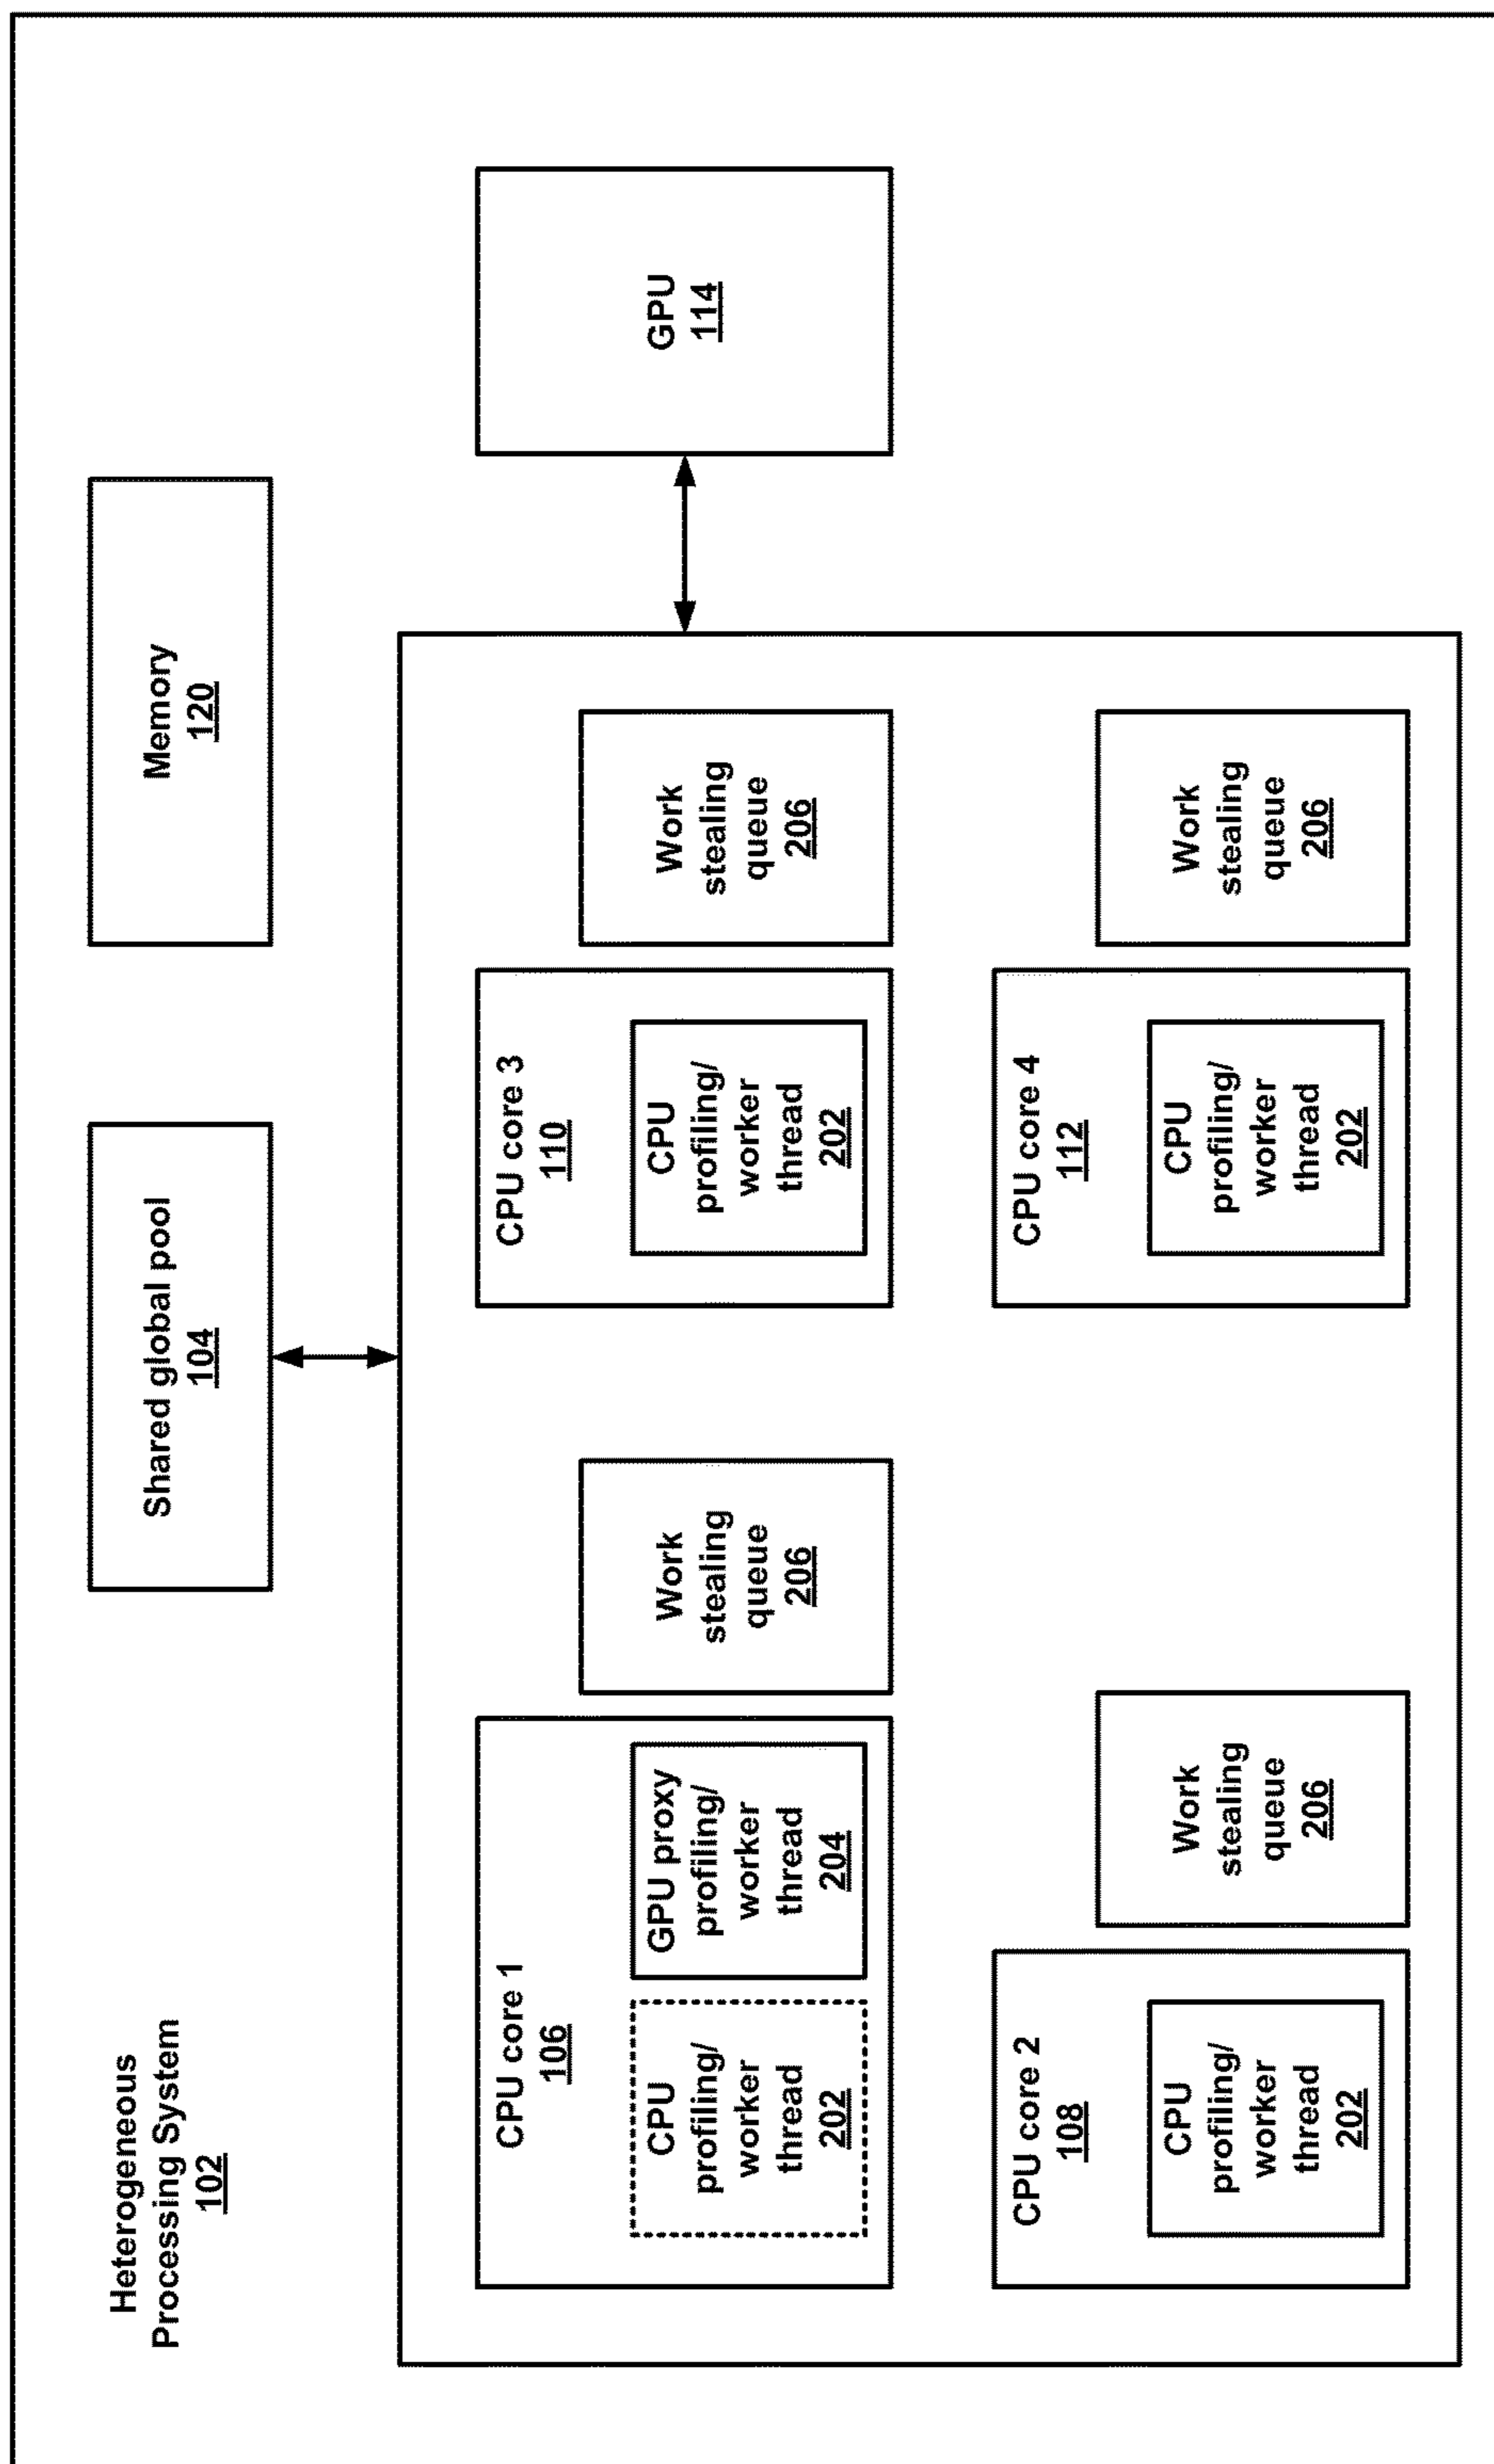 Heterogeneous
Processing System
102
Shared global pool
104
Memory
120
CPU core 1
106
CPU
profiling/
worker
thread
202
GPU proxy
profiling/
worker
thread
204
Work
stealing
queue
206
CPU core 3
110
CPU
profiling/
worker
thread
202
Work
stealing
queue
206
GPU
114
CPU core 2
108
CPU
profiling/
worker
thread
202
Work
stealing
queue
206
CPU core 4
112
CPU
profiling/
worker
thread
202
Work
stealing
queue
206